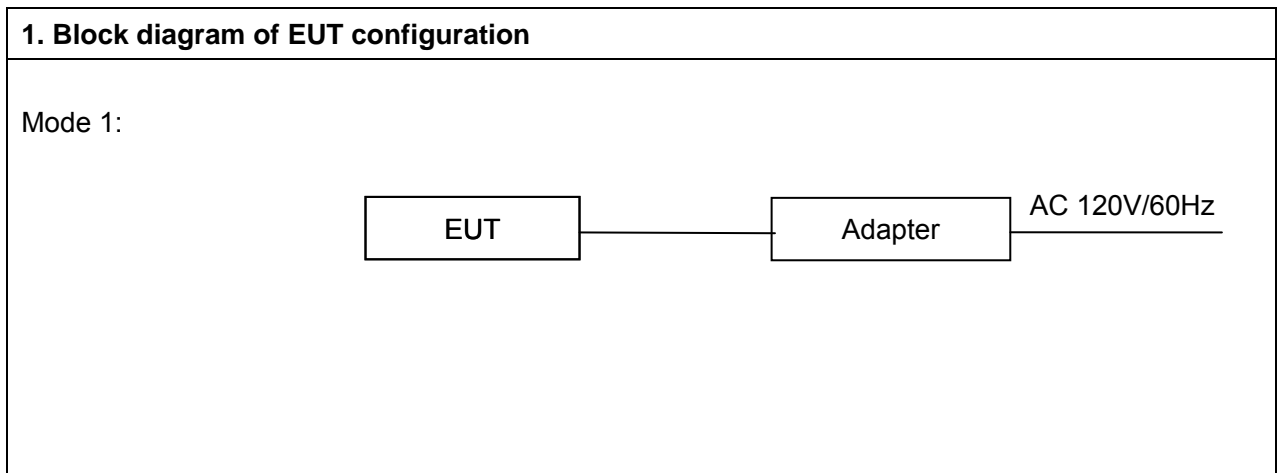 1. Block diagram of EUT configuration
Mode 1:
AC 120V/60Hz
EUT
Adapter